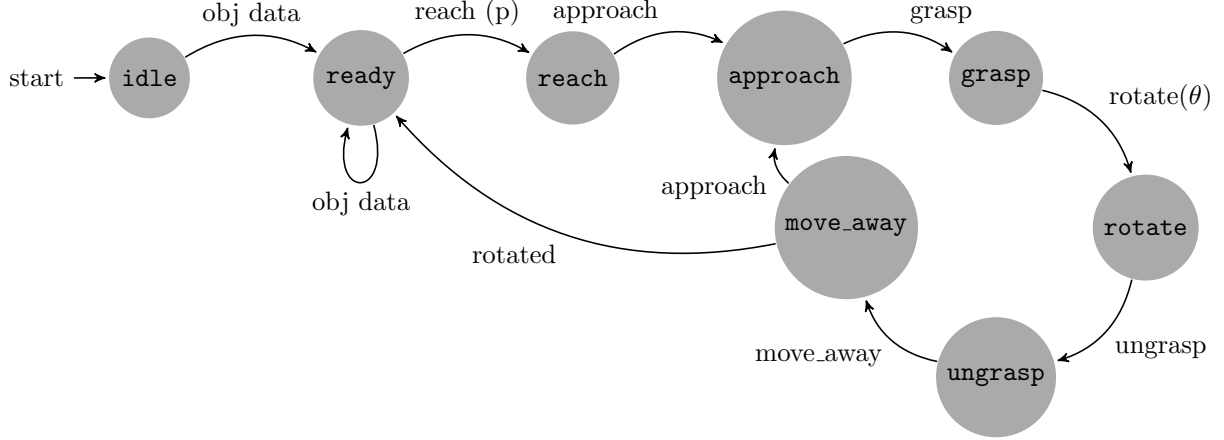 obj data
reach (p)
approach
grasp
start
idle
ready
reach
approach
grasp
rotate(θ)
obj data
approach
move_away
rotate
rotated
move_away
ungrasp
ungrasp